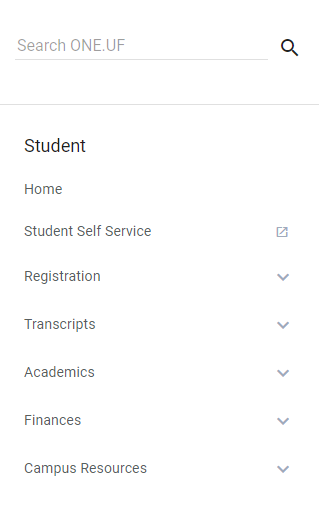 Search ONE.UF
Student
Home
Student Self Service
Registration
Transcripts
Academics
Finances
Campus Resources